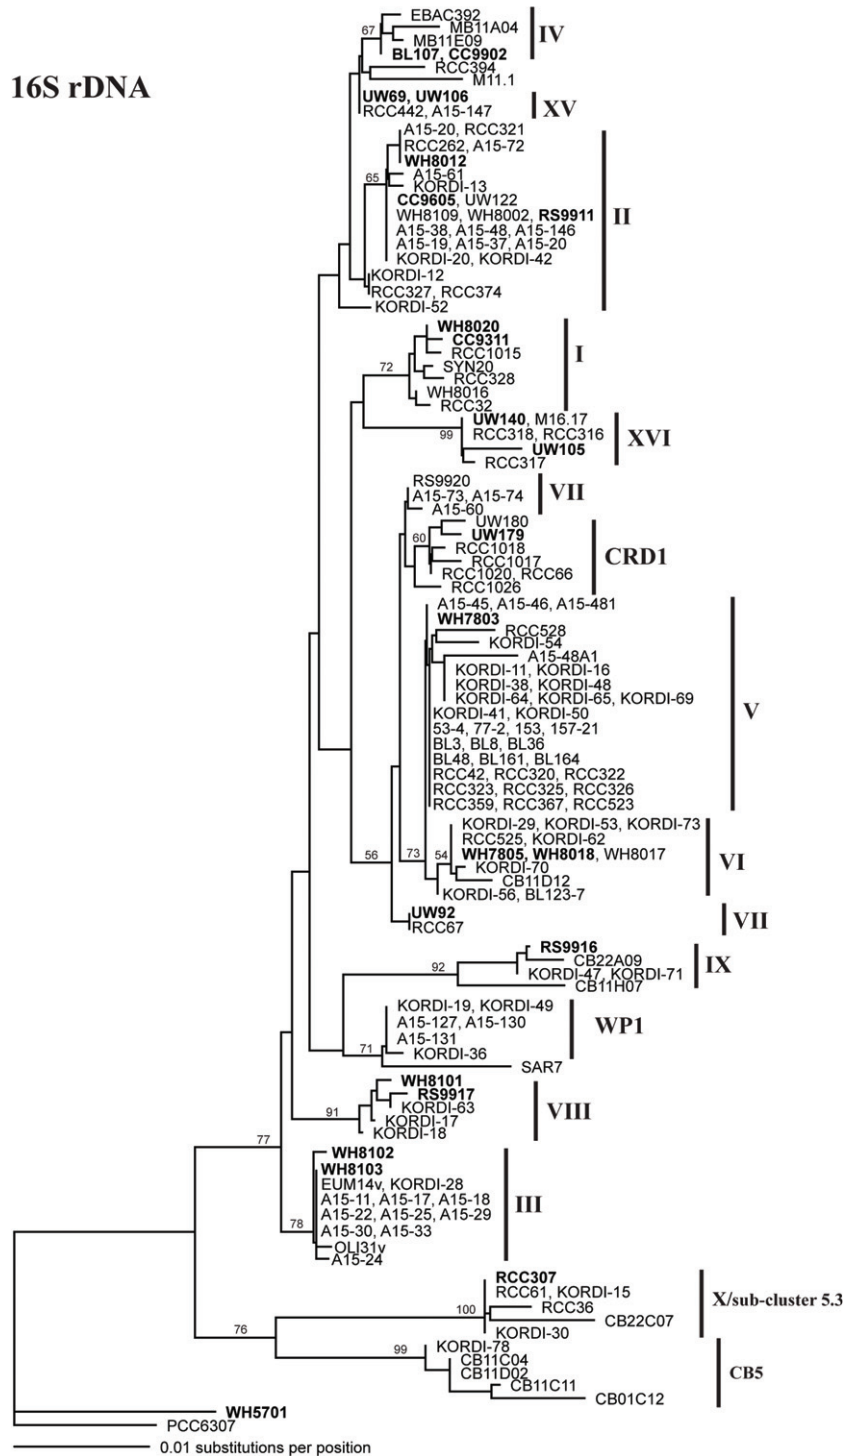 16S rDNA
EBAC392
MB11A04
67
MB11E09
IV
BL107, CC9902
RCC394
M11.1
UW69, UW106
XV
RCC442, A15-147
A15-20, RCC321
RCC262, A15-72
WH8012
A15-61
65
KORDI-13
CC9605, UW122
WH8109, WH8002, RS9911
II
A15-38, A15-48, A15-146
A15-19, A15-37, A15-20
KORDI-20, KORDI-42
KORDI-12
RCC327, RCC374
KORDI-52
WH8020
CC9311
RCC1015
I
72
SYN20
RCC328
WH8016
RCC32
UW140, M16.17
99
RCC318, RCC316
XVI
UW105
RCC317
RS9920
A15-73, A15-74
VII
A15-60
UW180
60
UW179
RCC1018
CRD1
RCC1017
RCC1020, RCC66
RCC1026
A15-45, A15-46, A15-481
WH7803
RCC528
KORDI-54
A15-48A1
KORDI-11, KORDI-16
KORDI-38, KORDI-48
KORDI-64, KORDI-65, KORDI-69
V
KORDI-41, KORDI-50
53-4, 77-2, 153, 157-21
BL3, BL8, BL36
BL48, BL161, BL164
RCC42, RCC320, RCC322
RCC323, RCC325, RCC326
RCC359, RCC367, RCC523
KORDI-29, KORDI-53, KORDI-73
RCC525, KORDI-62
56
73
54
WH7805, WH8018, WH8017
VI
KORDI-70
CB11D12
KORDI-56, BL123-7
UW92
VII
RCC67
RS9916
92
CB22A09
IX
KORDI-47, KORDI-71
CB11H07
KORDI-19, KORDI-49
A15-127, A15-130
WP1
A15-131
71
KORDI-36
SAR7
WH8101
RS9917
91
KORDI-63
VIII
KORDI-17
KORDI-18
77
WH8102
WH8103
EUM14v, KORDI-28
A15-11, A15-17, A15-18
III
A15-22, A15-25, A15-29
78
A15-30, A15-33
OLI31v
A15-24
RCC307
RCC61, KORDI-15
X/sub-cluster 5.3
100
RCC36
CB22C07
76
KORDI-30
99
KORDI-78
CB11C04
CB11D02
CB5
CB11C11
CB01C12
WH5701
PCC6307
0.01 substitutions per position